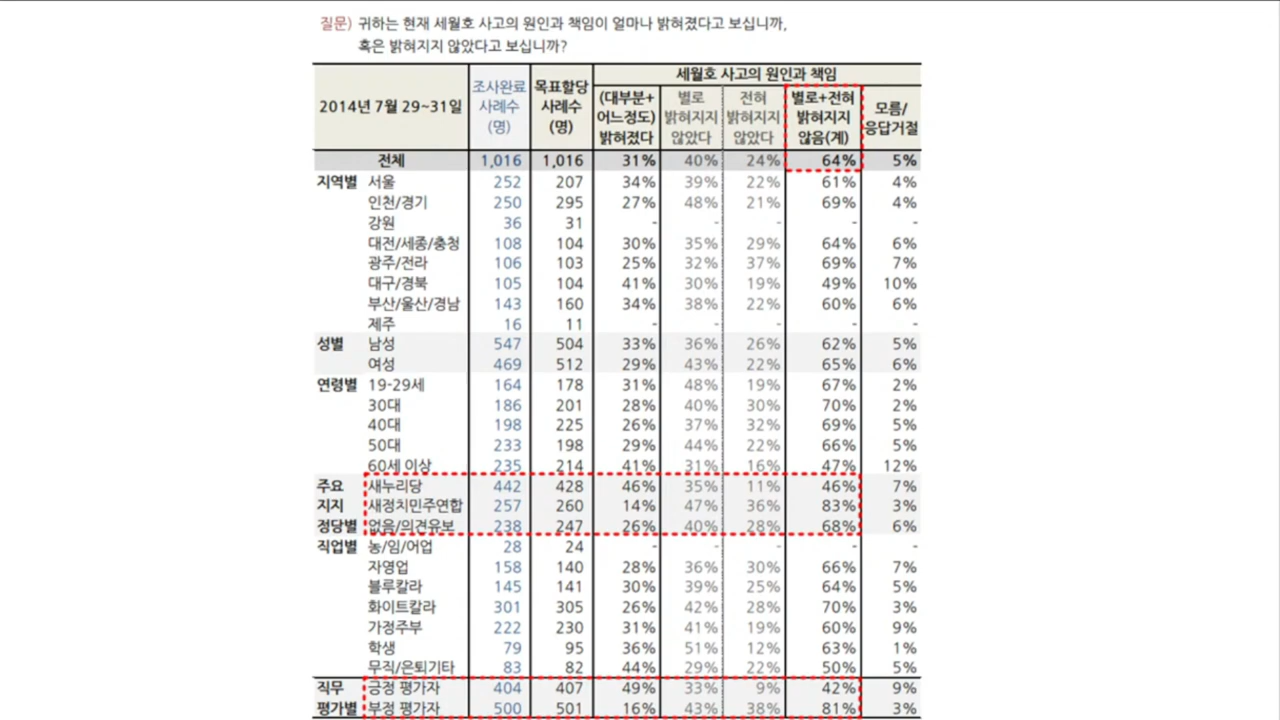 질문) 귀하는 현재 세월호 사고의 원인과 책임이 얼마나 밝혀졌다고 보십니까,
혹은 밝혀지지 않았다고 보십니까?
2014년 7월 29~31일 조사완료 사례수 (명) 목표할당 사례수 (명) 세월호 사고의 원인과 책임
(대부분+어느정도) 밝혀졌다 별로 밝혀지지 않았다 전혀 밝혀지지 않았다 별로+전혀 밝혀지지 않음(계) 모름/응답거절
전체 1,016 1,016 31% 40% 24% 64% 5%
지역별 서울 252 207 34% 39% 22% 61% 4%
인천/경기 250 295 27% 48% 21% 69% 4%
강원 36 31 - - - - -
대전/세종/충청 108 104 30% 35% 29% 64% 6%
광주/전라 106 103 25% 32% 37% 69% 7%
대구/경북 105 104 41% 30% 19% 49% 10%
부산/울산/경남 143 160 34% 38% 22% 60% 6%
제주 16 11 - - - - -
성별 남성 547 504 33% 36% 26% 62% 5%
여성 469 512 29% 43% 22% 65% 6%
연령별 19-29세 164 178 31% 48% 19% 67% 2%
30대 186 201 28% 40% 30% 70% 2%
40대 198 225 26% 37% 32% 69% 5%
50대 233 198 29% 44% 22% 66% 5%
60세 이상 235 214 41% 31% 16% 47% 12%
주요 새누리당 442 428 46% 35% 11% 46% 7%
지지 새정치민주연합 257 260 14% 47% 36% 83% 3%
정당별 없음/의견유보 238 247 26% 40% 28% 68% 6%
직업별 농/임/어업 28 24 - - - - -
자영업 158 140 28% 36% 30% 66% 7%
블루칼라 145 141 30% 39% 25% 64% 5%
화이트칼라 301 305 26% 42% 28% 70% 3%
가정주부 222 230 31% 41% 19% 60% 9%
학생 79 95 36% 51% 12% 63% 1%
무직/은퇴기타 83 82 44% 29% 22% 50% 5%
직무 긍정 평가자 404 407 49% 33% 9% 42% 9%
평가별 부정 평가자 500 501 16% 43% 38% 81% 3%